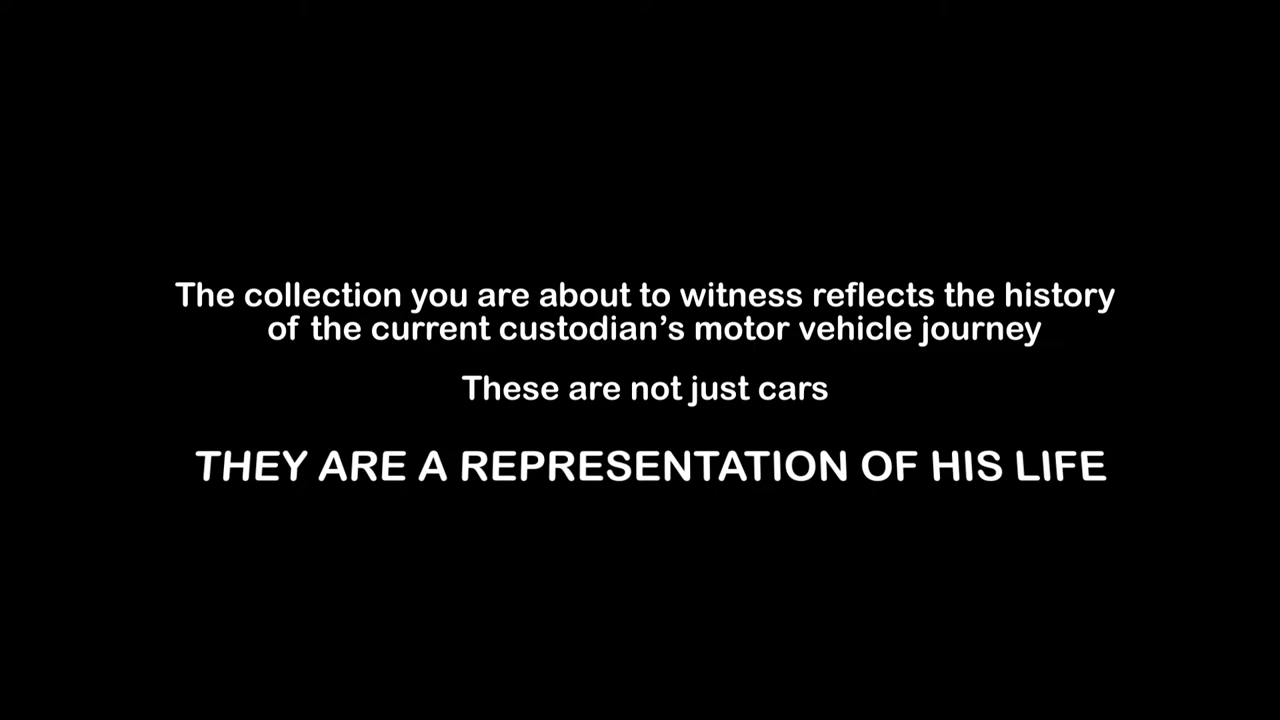 The collection you are about to witness reflects the history
of the current custodian’s motor vehicle journey
These are not just cars
THEY ARE A REPRESENTATION OF HIS LIFE